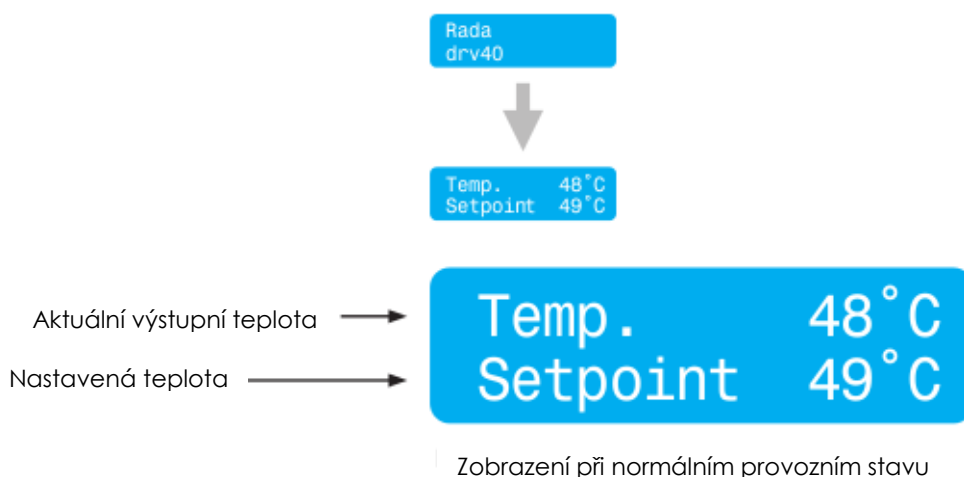 Rada
drv40
Temp. 48°C
Setpoint 49°C
Aktuální výstupní teplota
Temp. 48°C
Nastavená teplota
Setpoint 49°C
Zobrazení při normálním provozním stavu